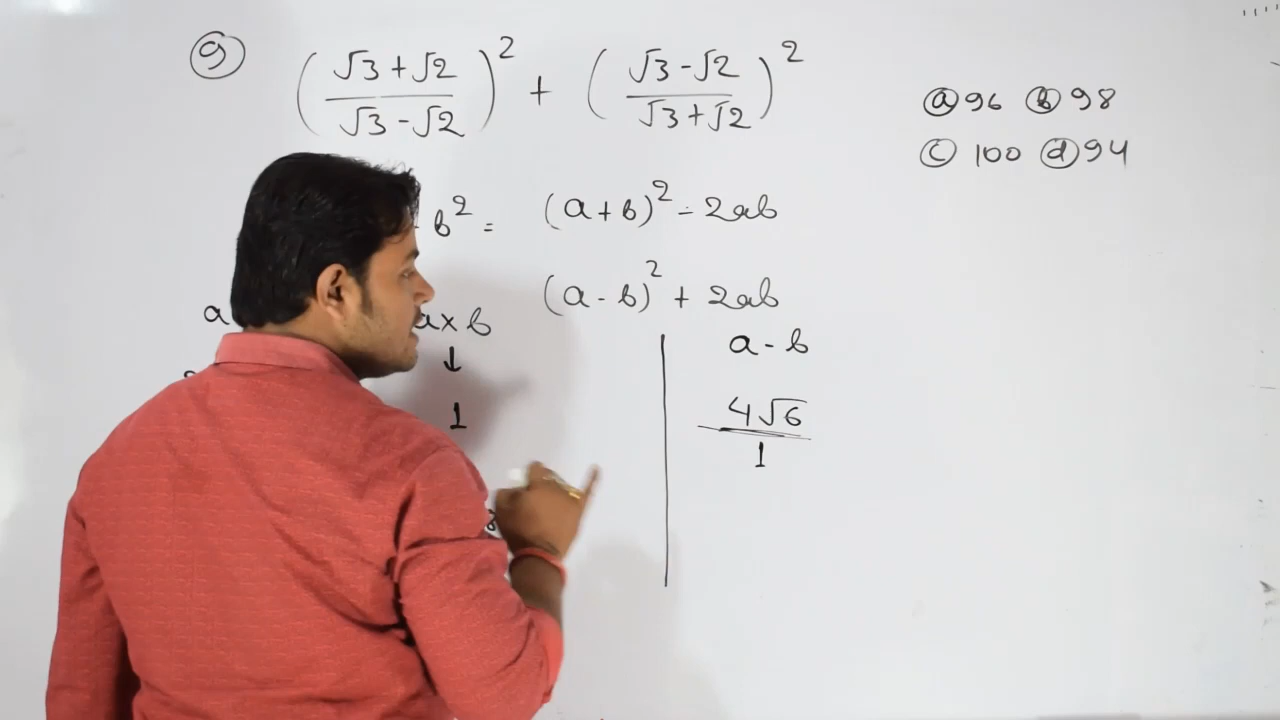 9 (√3+√2 / √3-√2)² + (√3-√2 / √3+√2)²
a 96 b 98
c 100 d 94
b² = (a+b)² - 2ab
(a-b)² + 2ab
a
a×b
↓
1
a-b
4√6
1